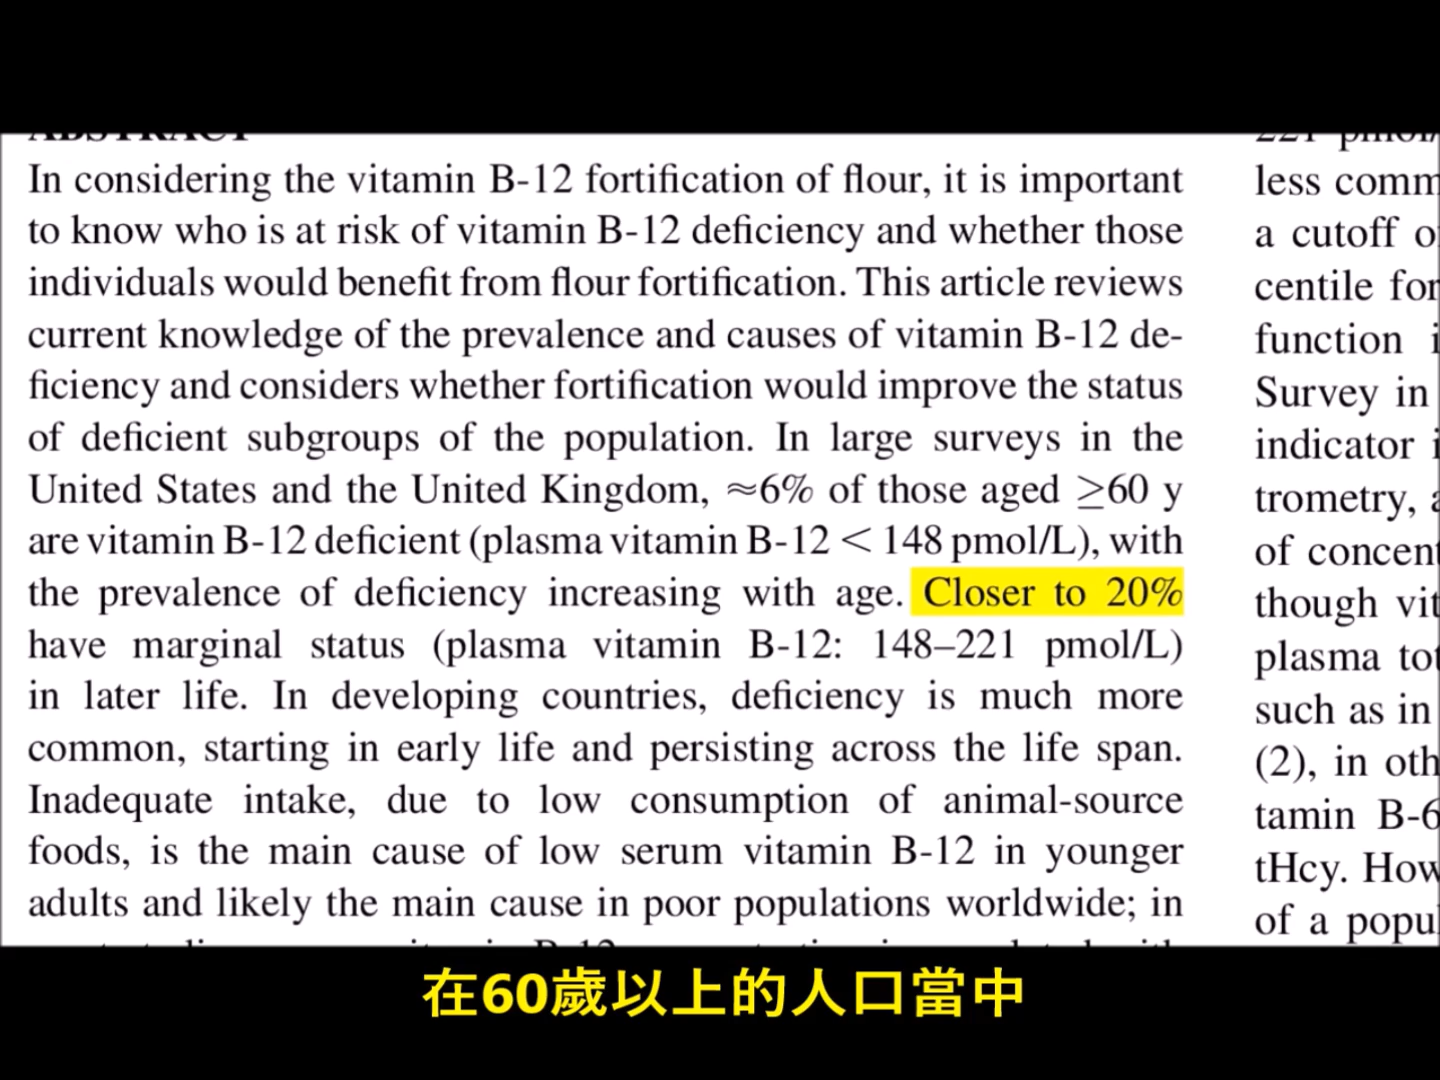 ABSTRACT
In considering the vitamin B-12 fortification of flour, it is important
to know who is at risk of vitamin B-12 deficiency and whether those
individuals would benefit from flour fortification. This article reviews
current knowledge of the prevalence and causes of vitamin B-12 de-
ficiency and considers whether fortification would improve the status
of deficient subgroups of the population. In large surveys in the
United States and the United Kingdom, ≈6% of those aged ≥60 y
are vitamin B-12 deficient (plasma vitamin B-12 < 148 pmol/L), with
the prevalence of deficiency increasing with age. Closer to 20%
have marginal status (plasma vitamin B-12: 148–221 pmol/L)
in later life. In developing countries, deficiency is much more
common, starting in early life and persisting across the life span.
Inadequate intake, due to low consumption of animal-source
foods, is the main cause of low serum vitamin B-12 in younger
adults and likely the main cause in poor populations worldwide; in
221 pmol/
less comm
a cutoff o
centile for
function i
Survey in
indicator i
trometry, a
of concent
though vit
plasma tot
such as in
(2), in oth
tamin B-6
tHcy. How
of a popul
在60歲以上的人口當中